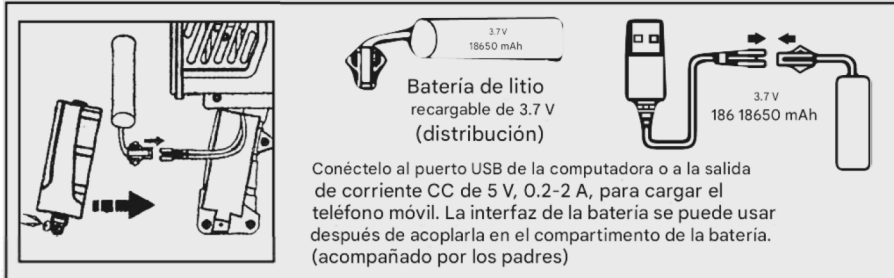 3.7 V
18650 mAh
Batería de litio
recargable de 3.7 V
(distribución)
3.7 V
186 18650 mAh
Conéctelo al puerto USB de la computadora o a la salida
de corriente CC de 5 V, 0.2-2 A, para cargar el
teléfono móvil. La interfaz de la batería se puede usar
después de acoplarla en el compartimento de la batería.
(acompañado por los padres)